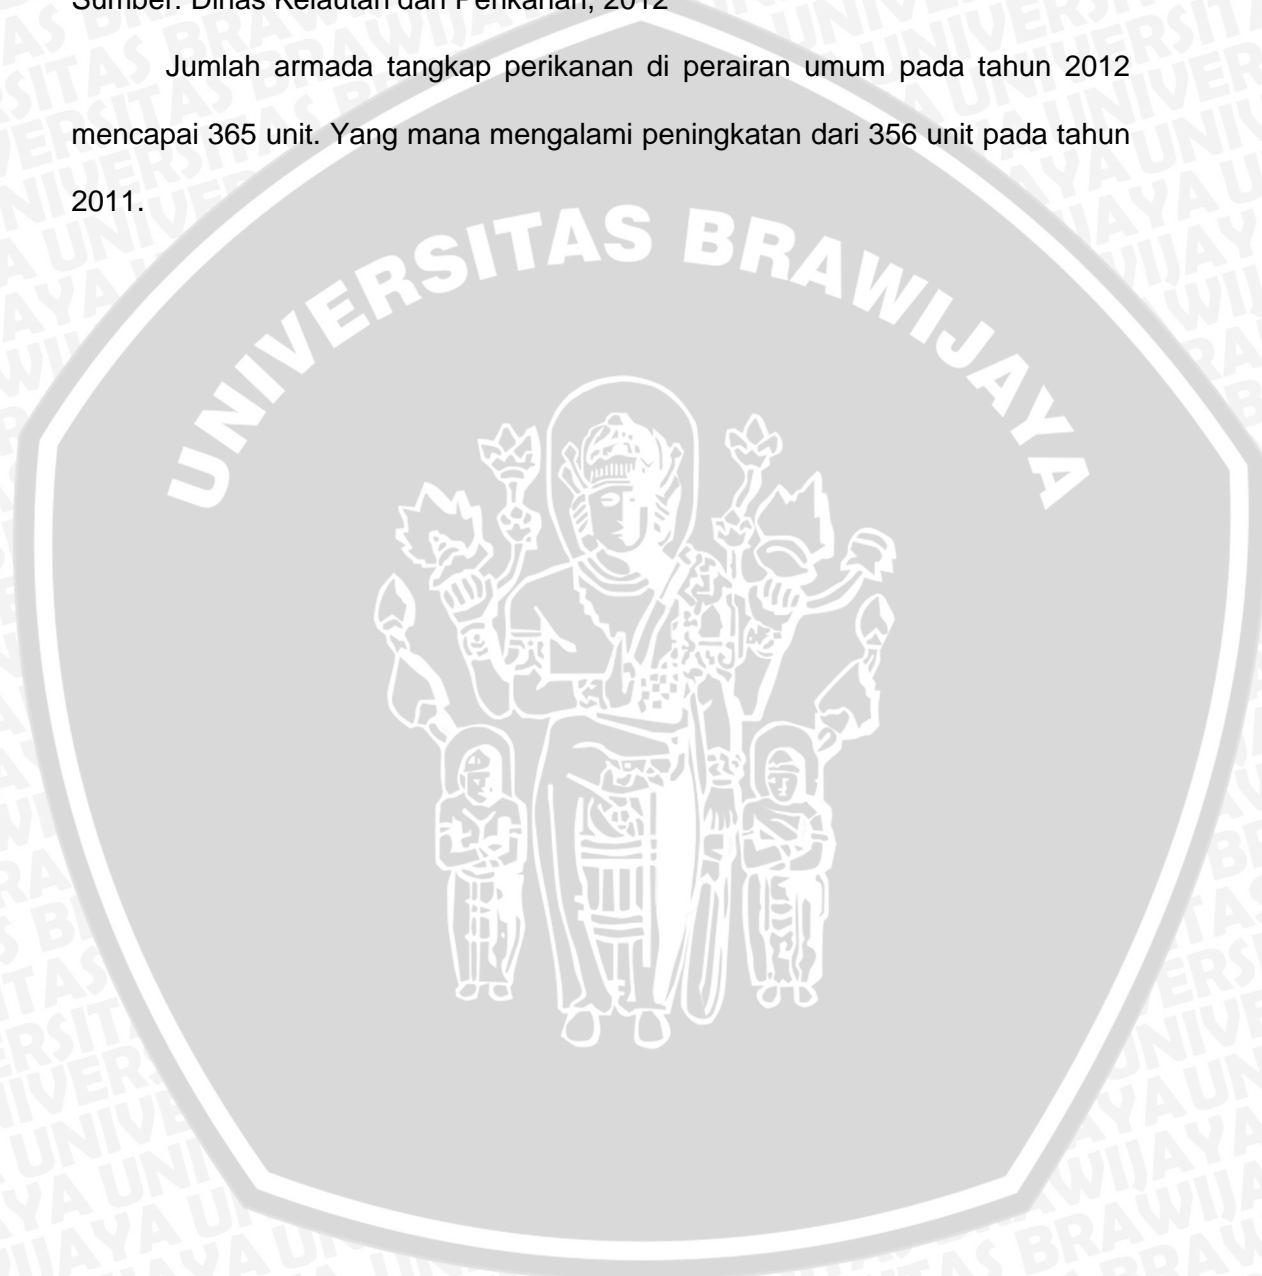 Sumber: Dinas Kelautan dan Perikanan, 2012
Jumlah armada tangkap perikanan di perairan umum pada tahun 2012
mencapai 365 unit. Yang mana mengalami peningkatan dari 356 unit pada tahun
2011.
UNIVERSITAS BRAWIJAYA